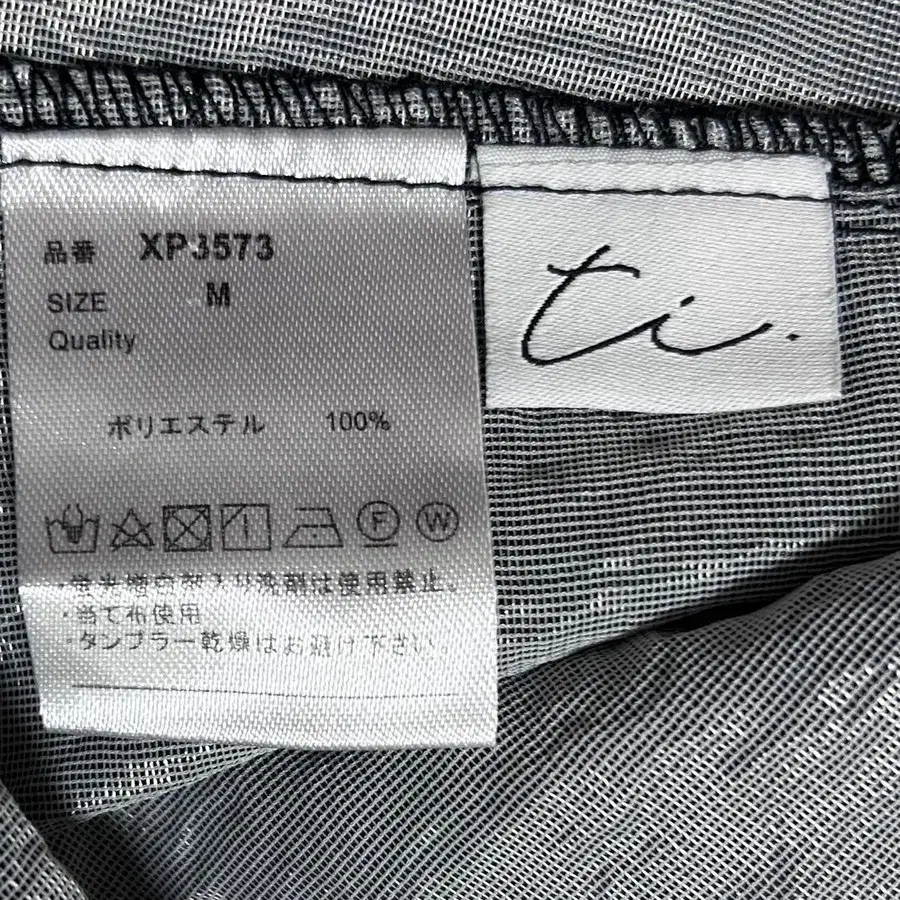 品番 XP3573
SIZE M
Quality
ポリエステル 100%
F W
・蛍光増白剤入り洗剤は使用禁止。
・当て布使用
・タンブラー乾燥はお避け下さい
ti.